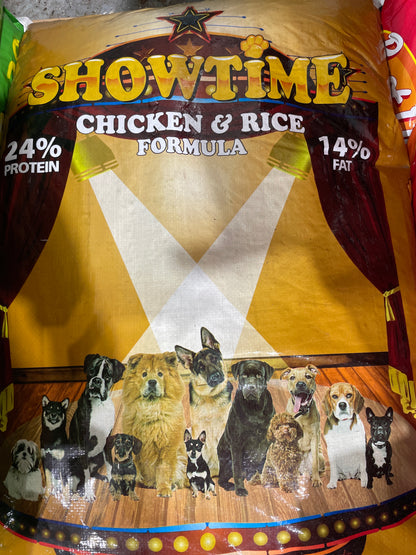 SHOWTIME
CHICKEN & RICE
FORMULA
24%
PROTEIN
14%
FAT